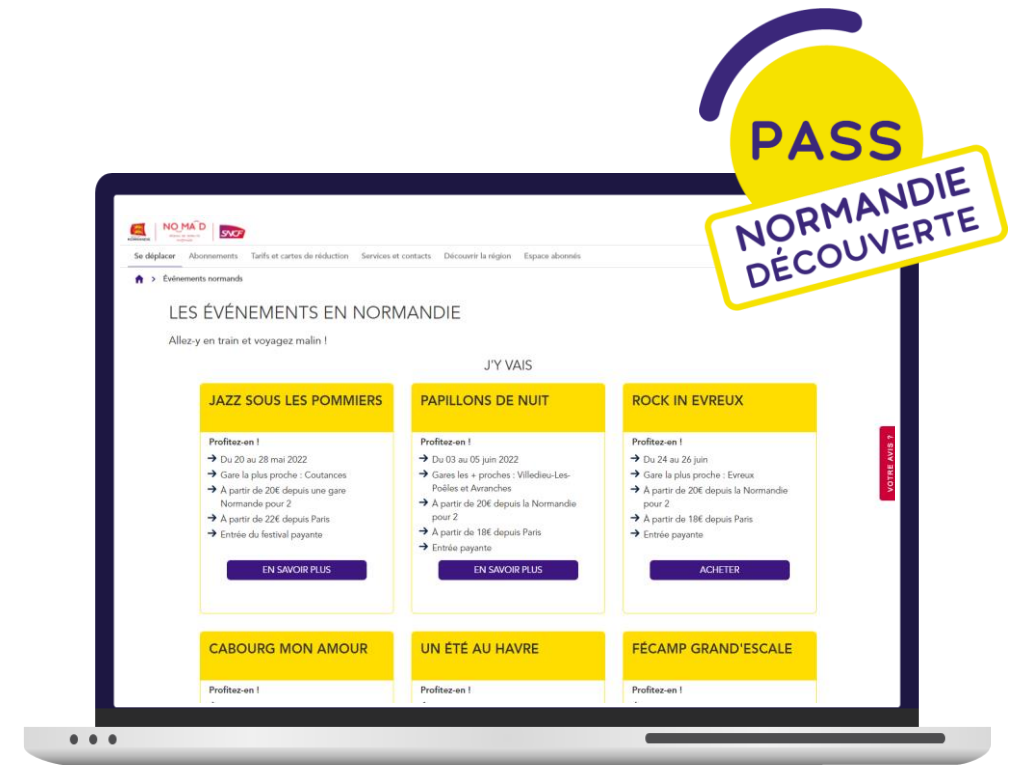 PASS
NORMANDIE
DÉCOUVERTE
NORMANDIE
NOMAD
SNCF
Se déplacer Abonnements Tarifs et cartes de réduction Services et contacts Découvrir la région Espace abonnés
> Événements normands
LES ÉVÉNEMENTS EN NORMANDIE
Allez-y en train et voyagez malin !
J'Y VAIS
JAZZ SOUS LES POMMIERS
Profitez-en !
→ Du 20 au 28 mai 2022
→ Gare la plus proche : Coutances
→ À partir de 20€ depuis une gare
Normande pour 2
→ À partir de 22€ depuis Paris
→ Entrée du festival payante
EN SAVOIR PLUS
PAPILLONS DE NUIT
Profitez-en !
→ Du 03 au 05 juin 2022
→ Gares les + proches : Villedieu-Les-
Poêles et Avranches
→ A partir de 20€ depuis la Normandie
pour 2
→ A partir de 18€ depuis Paris
→ Entrée payante
EN SAVOIR PLUS
ROCK IN EVREUX
Profitez-en !
→ Du 24 au 26 juin
→ Gare la plus proche : Evreux
→ A partir de 20€ depuis la Normandie
pour 2
→ A partir de 18€ depuis Paris
→ Entrée payante
ACHETER
VOTRE AVIS ?
CABOURG MON AMOUR
Profitez-en !
UN ÉTÉ AU HAVRE
Profitez-en !
FÉCAMP GRAND'ESCALE
Profitez-en !